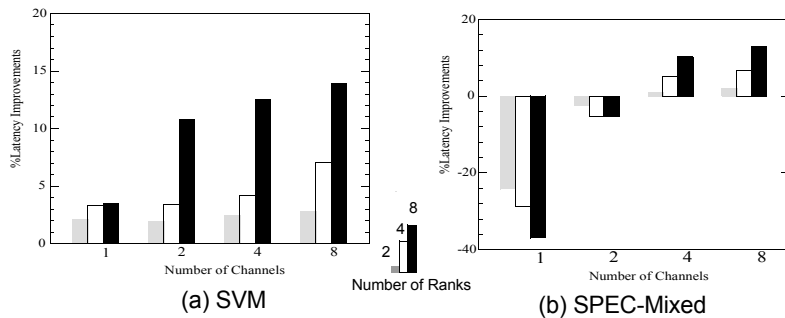 20
15
10
5
0
%Latency Improvements
1
2
4
8
Number of Channels
(a) SVM
8
4
2
Number of Ranks
20
0
-20
-40
%Latency Improvements
1
2
4
8
Number of Channels
(b) SPEC-Mixed